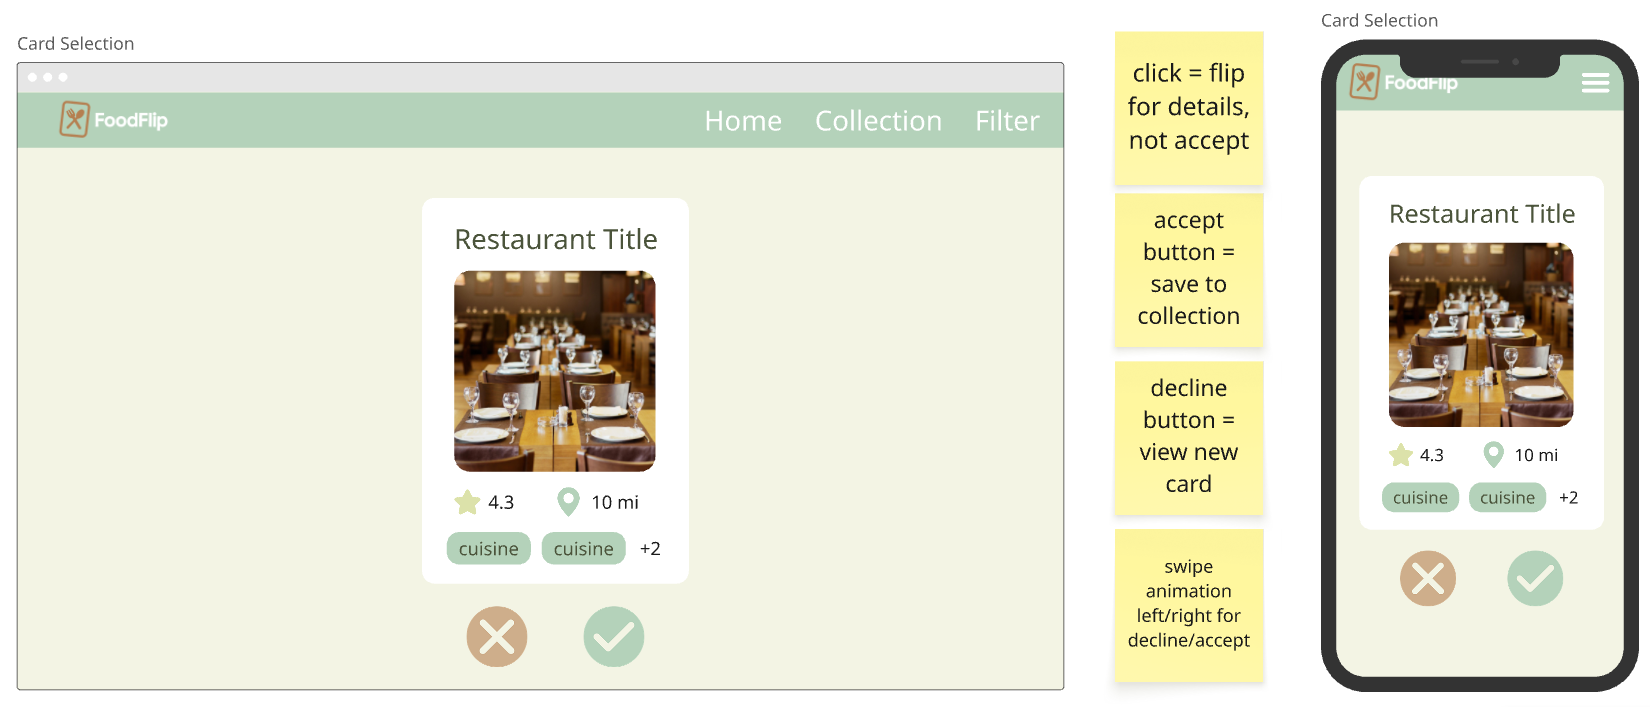 Card Selection
FoodFlip
Home
Collection
Filter
Restaurant Title
4.3
10 mi
cuisine
cuisine
+2
click = flip
for details,
not accept
accept
button =
save to
collection
decline
button =
view new
card
swipe
animation
left/right for
decline/accept
Card Selection
FoodFlip
Restaurant Title
4.3
10 mi
cuisine
cuisine
+2